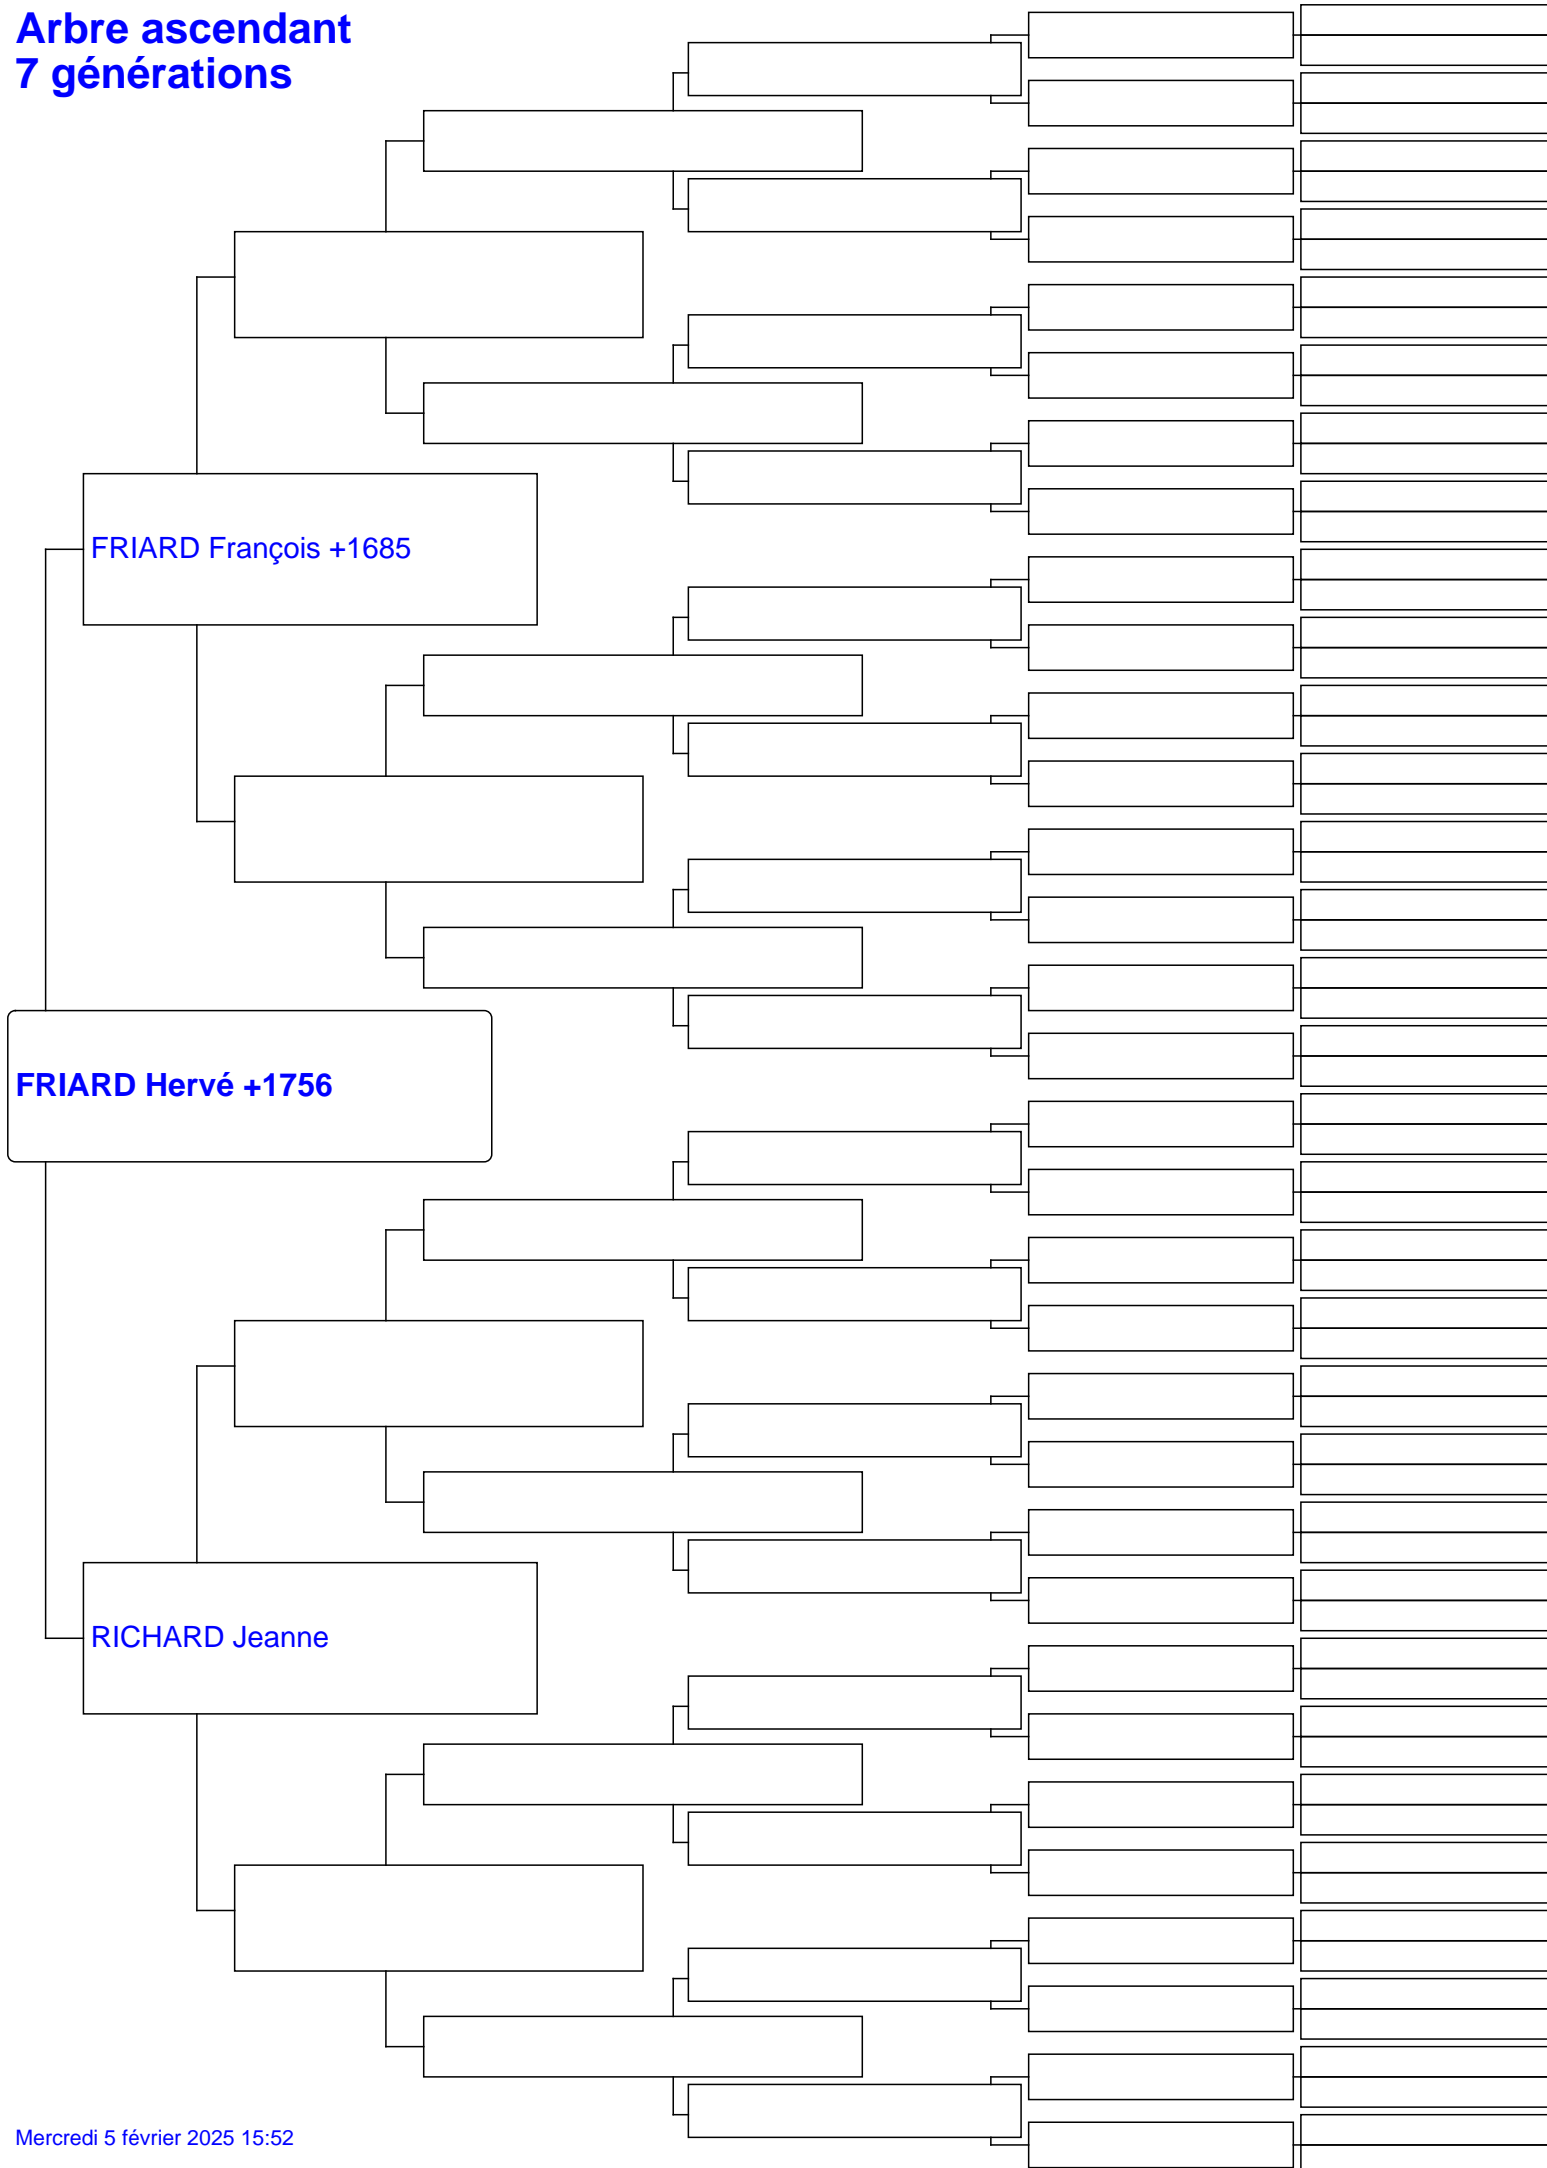 Arbre ascendant
7 générations
FRIARD François +1685
FRIARD Hervé +1756
RICHARD Jeanne
Mercredi 5 février 2025 15:52